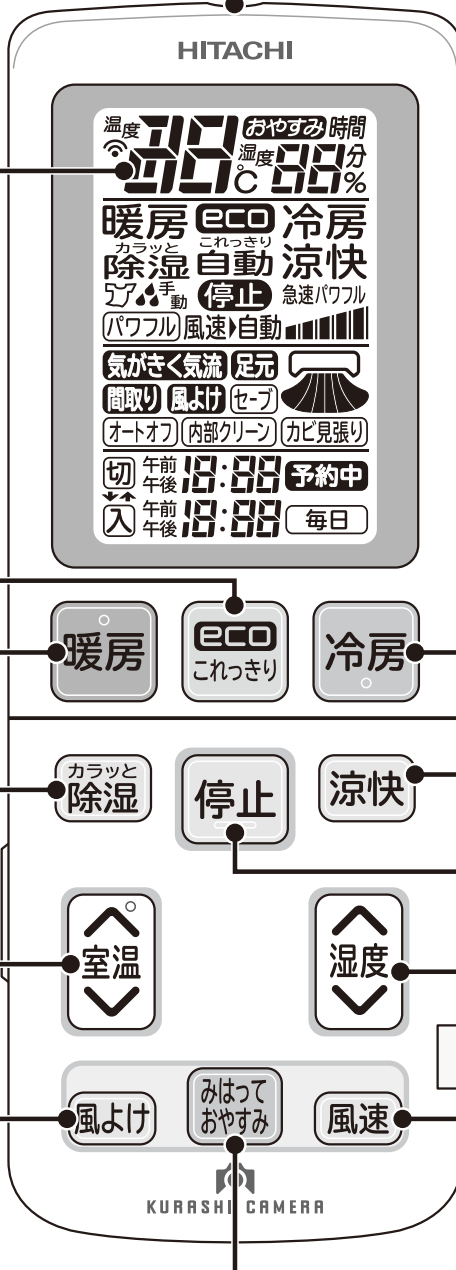 HITACHI
温度 88℃ おやすみ 時間
湿度 88 分 %
暖房 eco 冷房
カラッと これっきり
除湿 自動 涼快
手動 停止 急速パワフル
パワフル 風速 自動
気がきく気流 足元
間取り 風よけ セーブ
オートオフ 内部クリーン カビ見張り
切 午前 午後 18:88 予約中
入 午前 午後 18:88 毎日
暖房 eco これっきり 冷房
カラッと
除湿 停止 涼快
室温 湿度
風よけ みはって おやすみ 風速
KURASHI CAMERA